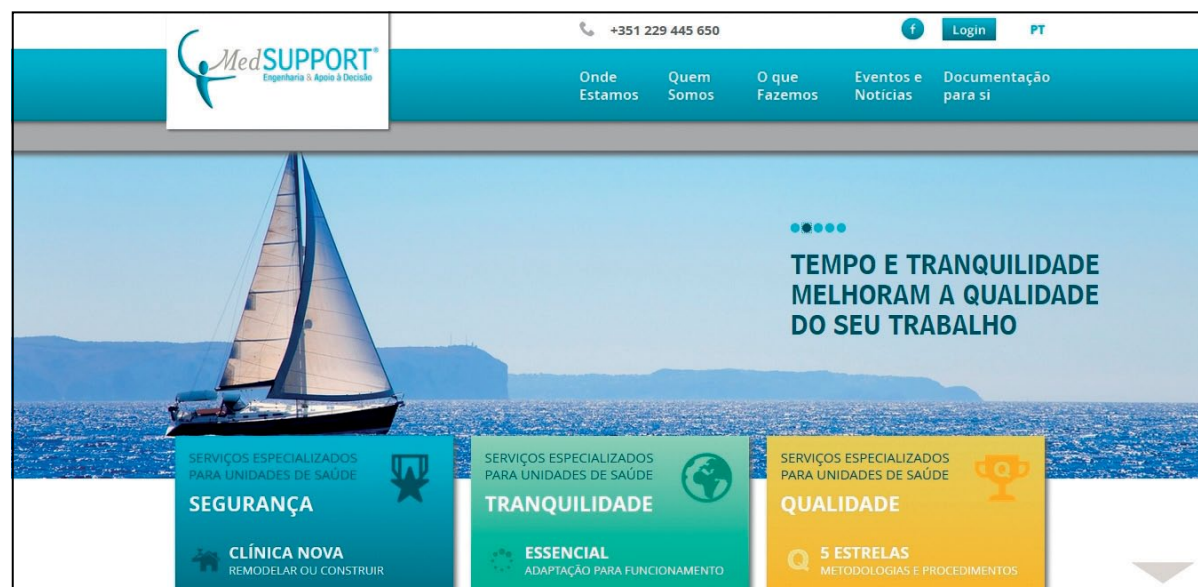 +351 229 445 650
f
Login
PT
MedSUPPORT®
Engenharia & Apoio à Decisão
Onde
Estamos
Quem
Somos
O que
Fazemos
Eventos e
Notícias
Documentação
para si
TEMPO E TRANQUILIDADE
MELHORAM A QUALIDADE
DO SEU TRABALHO
SERVIÇOS ESPECIALIZADOS
PARA UNIDADES DE SAÚDE
SEGURANÇA
CLÍNICA NOVA
REMODELAR OU CONSTRUIR
SERVIÇOS ESPECIALIZADOS
PARA UNIDADES DE SAÚDE
TRANQUILIDADE
ESSENCIAL
ADAPTAÇÃO PARA FUNCIONAMENTO
SERVIÇOS ESPECIALIZADOS
PARA UNIDADES DE SAÚDE
Q
QUALIDADE
Q
5 ESTRELAS
METODOLOGIAS E PROCEDIMENTOS